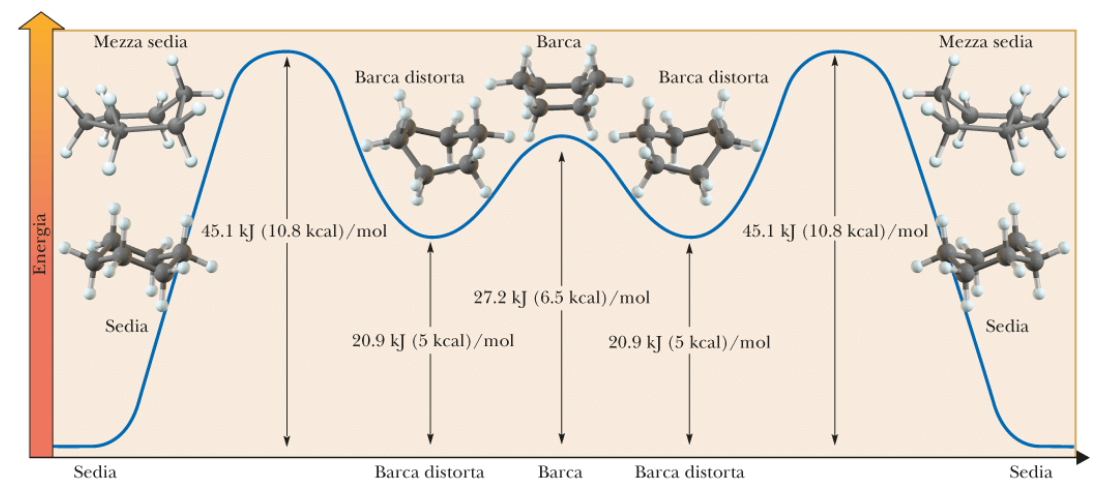 Mezza sedia
Barca
Mezza sedia
Barca distorta
Barca distorta
Energia
45.1 kJ (10.8 kcal)/mol
45.1 kJ (10.8 kcal)/mol
27.2 kJ (6.5 kcal)/mol
Sedia
Sedia
20.9 kJ (5 kcal)/mol
20.9 kJ (5 kcal)/mol
Sedia
Barca distorta
Barca
Barca distorta
Sedia